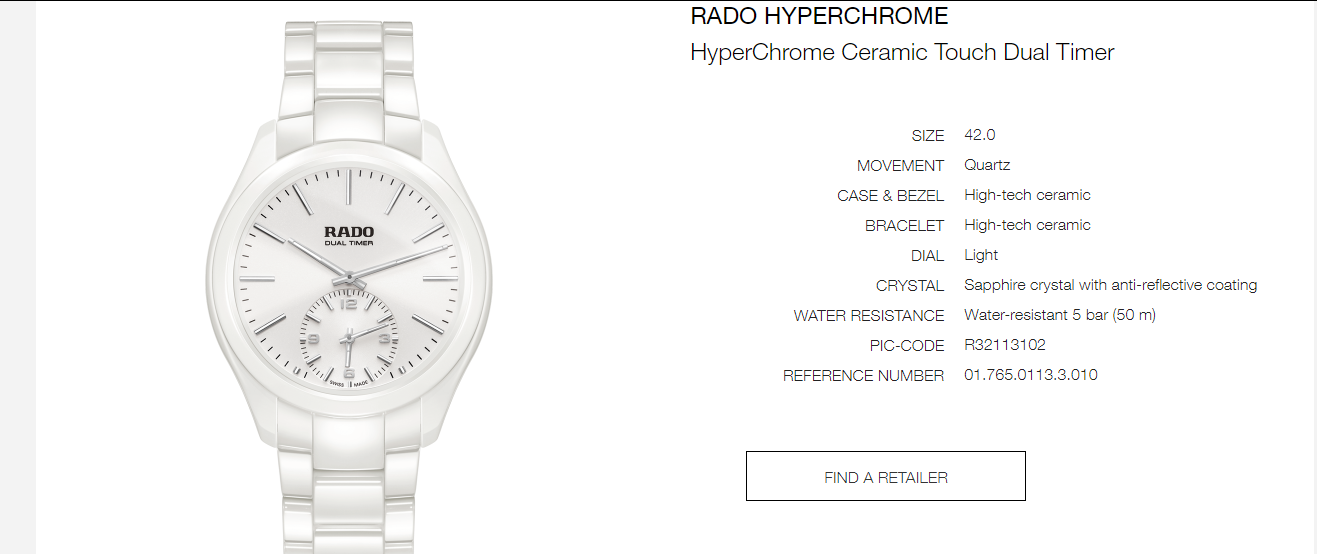 RADO HYPERCHROME
HyperChrome Ceramic Touch Dual Timer
SIZE 42.0
MOVEMENT Quartz
CASE & BEZEL High-tech ceramic
BRACELET High-tech ceramic
DIAL Light
CRYSTAL Sapphire crystal with anti-reflective coating
WATER RESISTANCE Water-resistant 5 bar (50 m)
PIC-CODE R32113102
REFERENCE NUMBER 01.765.0113.3.010
FIND A RETAILER
RADO
DUAL TIMER
12
9 3
6
SWISS MADE